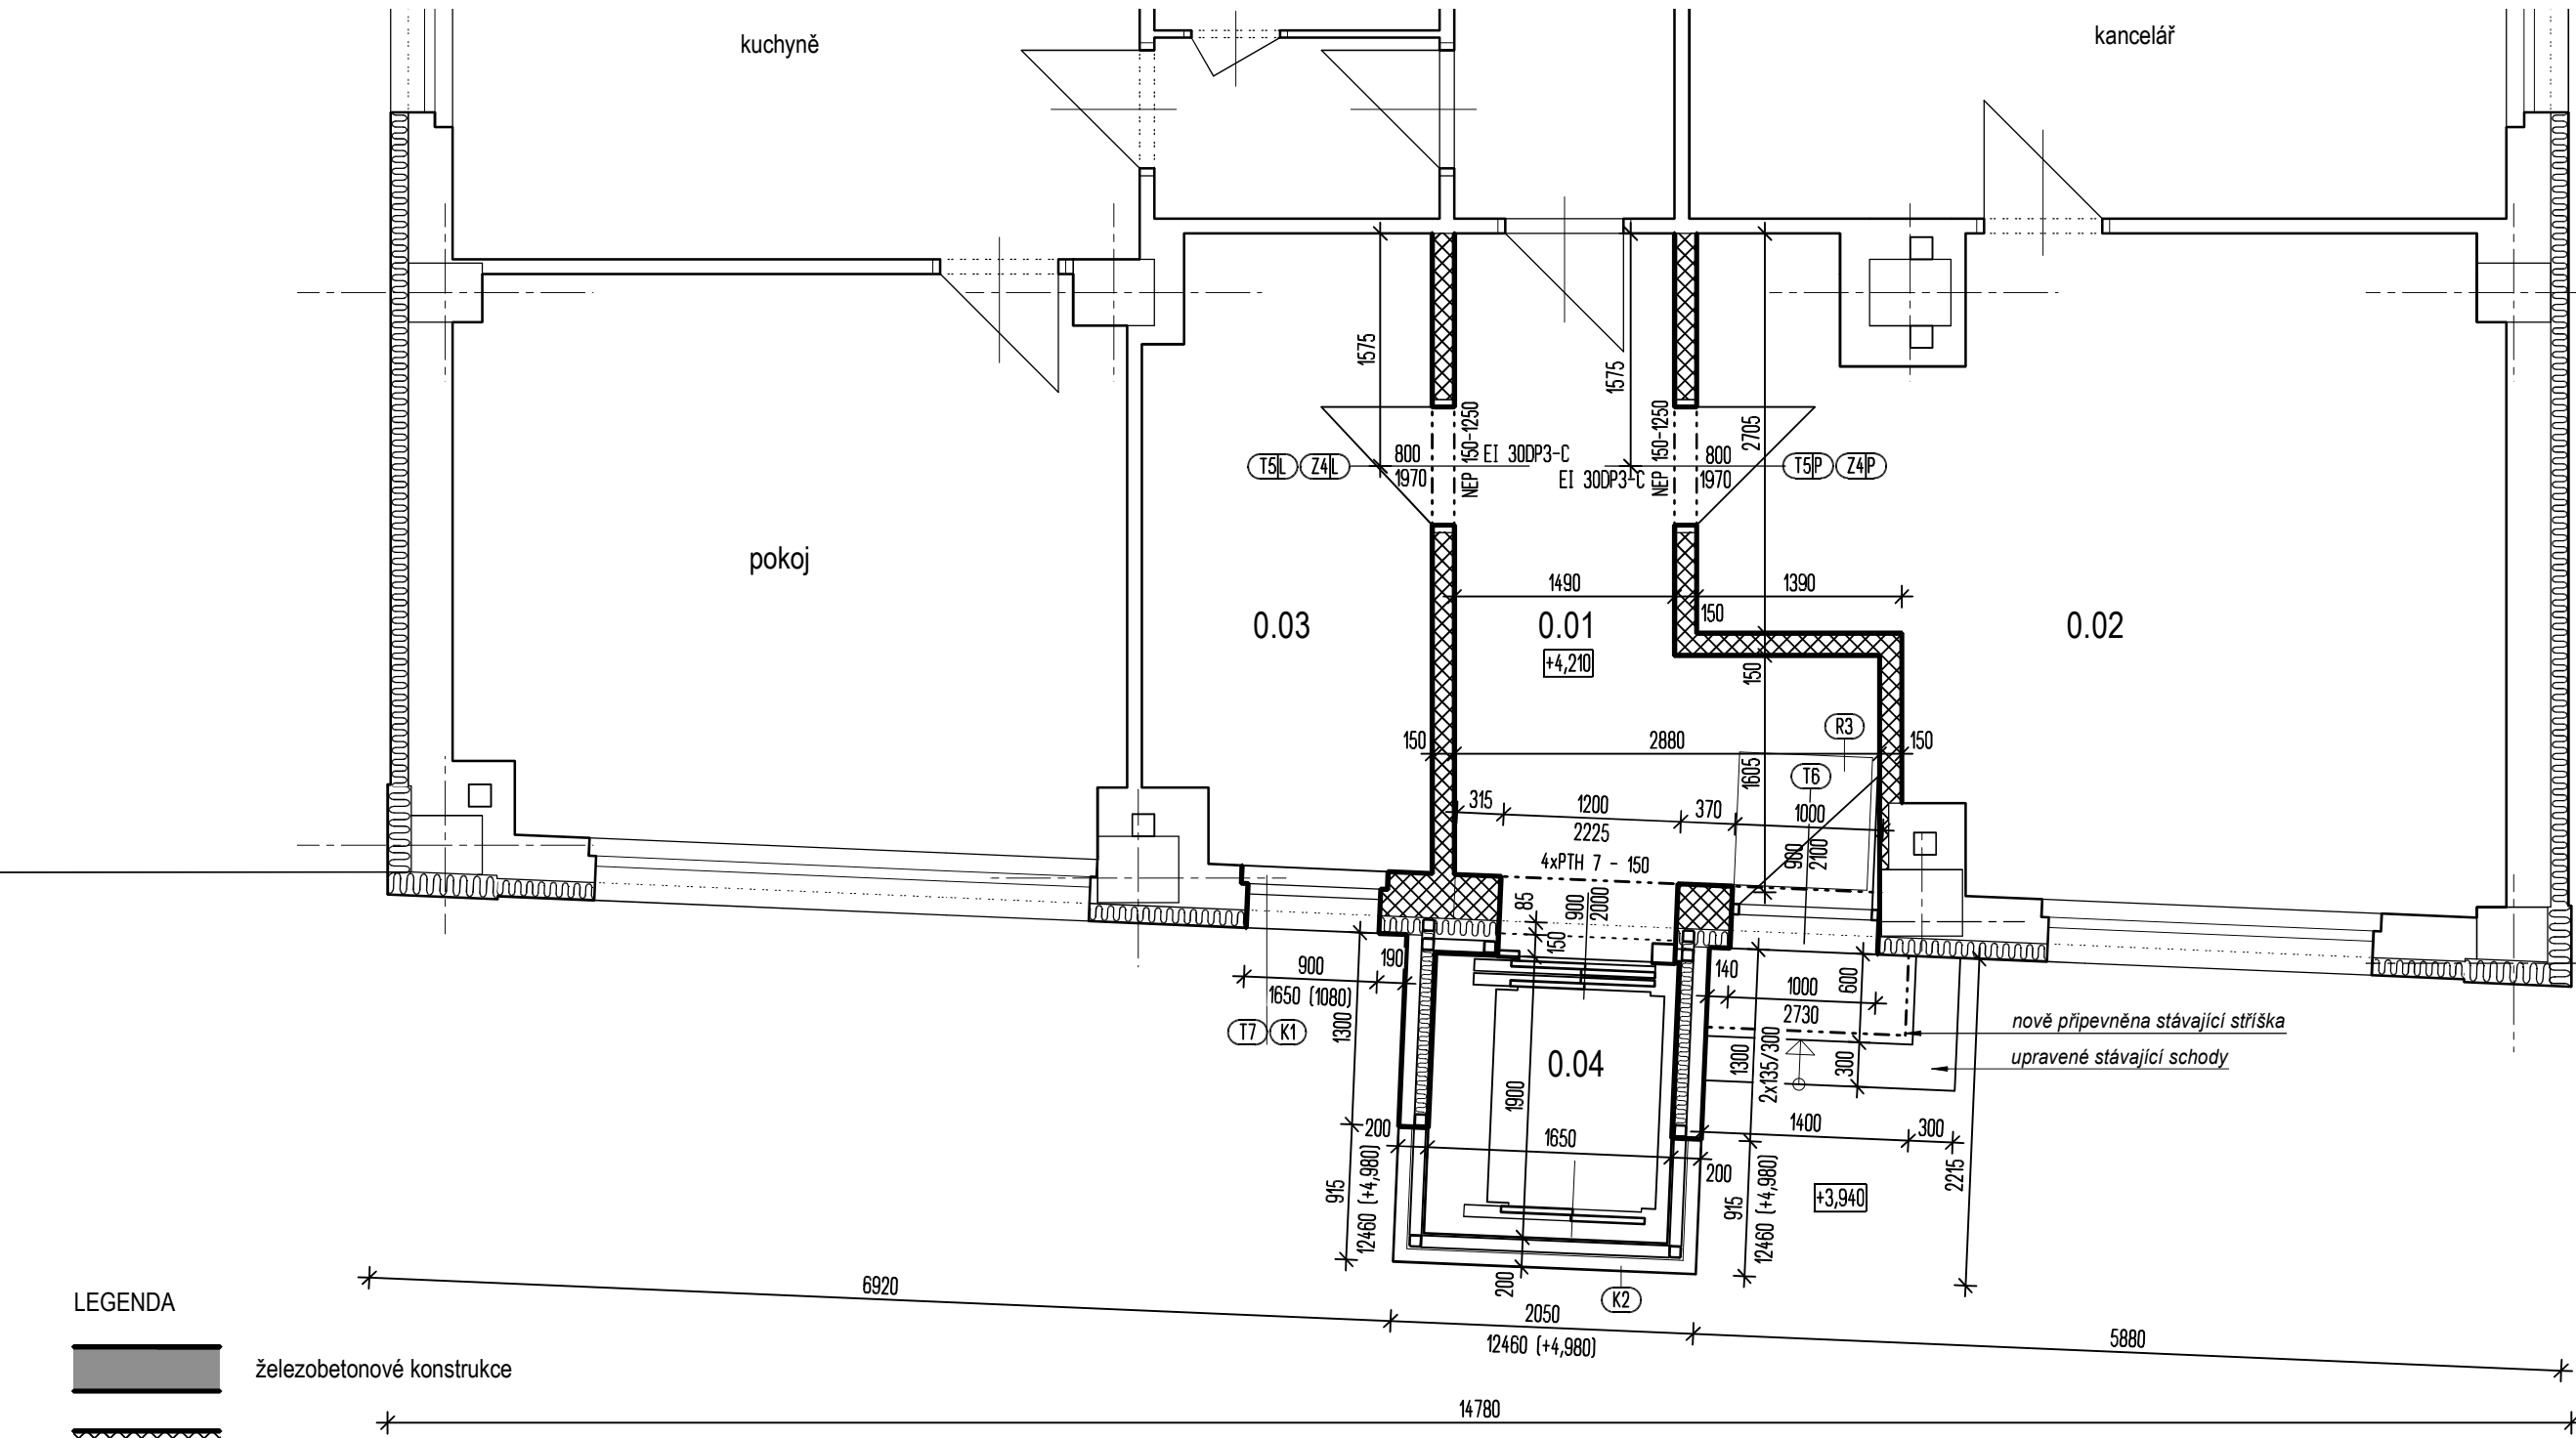 kuchyně
kancelář
1575
1575
2705
NEP 150-1250
NEP 150-1250
800
1970
EI 30DP3-C
EI 30DP3-C
800
1970
T5 L
Z4 L
T5 P
Z4 P
pokoj
1490
1390
150
0.03
0.01
0.02
+4,210
150
R3
150
2880
150
T6
1605
315
1200
370
1000
2225
4xPTH 7 - 150
900
2100
85
900
2000
150
190
900
1650 (1080)
140
1000
600
2730
T7
K1
1300
nově připevněna stávající stříška
upravené stávající schody
0.04
1300
2x135/300
300
1900
200
1650
1400
300
200
2215
915
12460 (+4,980)
915
12460 (+4,980)
+3,940
200
K2
6920
2050
12460 (+4,980)
5880
LEGENDA
železobetonové konstrukce
14780